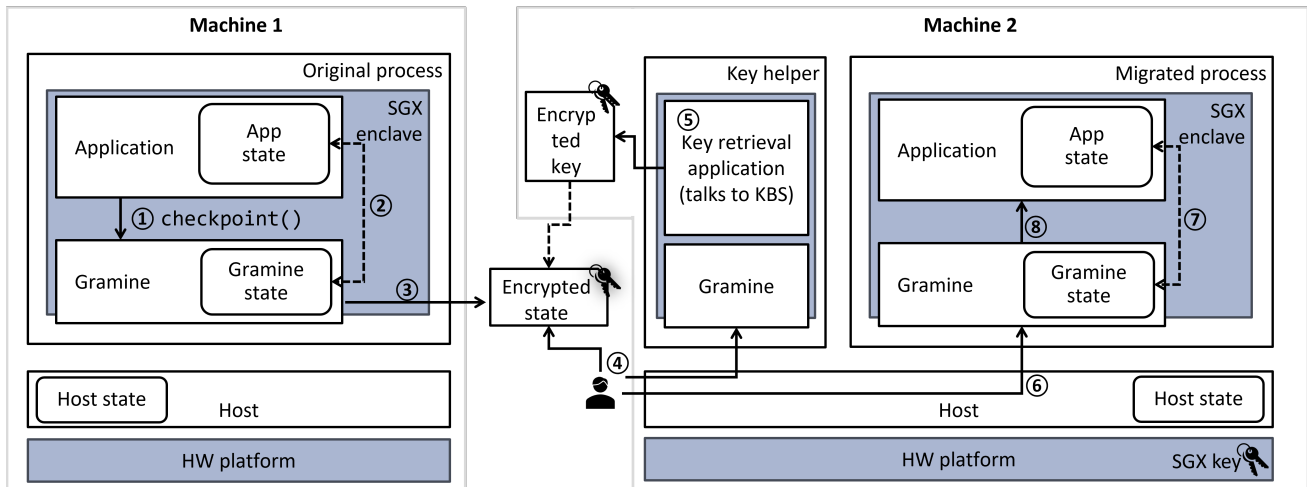 Machine 1
Original process
SGX
enclave
Application
App
state
① checkpoint()
②
Gramine
Gramine
state
③
Host state
Host
HW platform
Encrypted
state
④
Machine 2
Encryp
ted
key
Key helper
⑤
Key retrieval
application
(talks to KBS)
Gramine
Migrated process
SGX
enclave
Application
App
state
⑧
⑦
Gramine
Gramine
state
⑥
Host
Host state
HW platform
SGX key